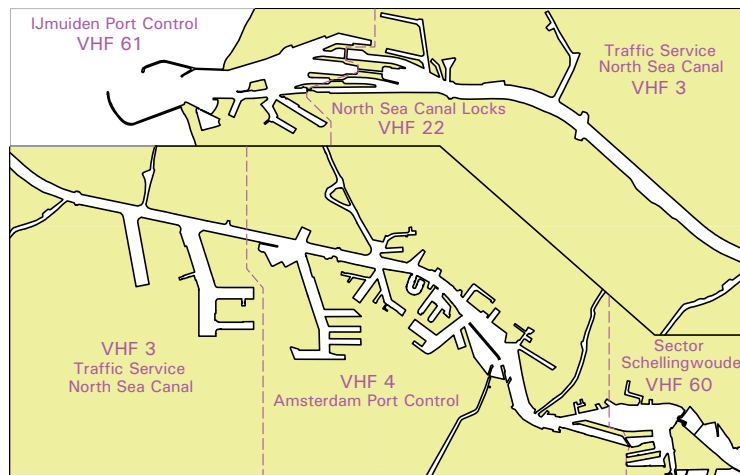 IJmuiden Port Control
VHF 61
Traffic Service
North Sea Canal
VHF 3
North Sea Canal Locks
VHF 22
VHF 3
Traffic Service
North Sea Canal
VHF 4
Amsterdam Port Control
Sector
Schellingwoude
VHF 60